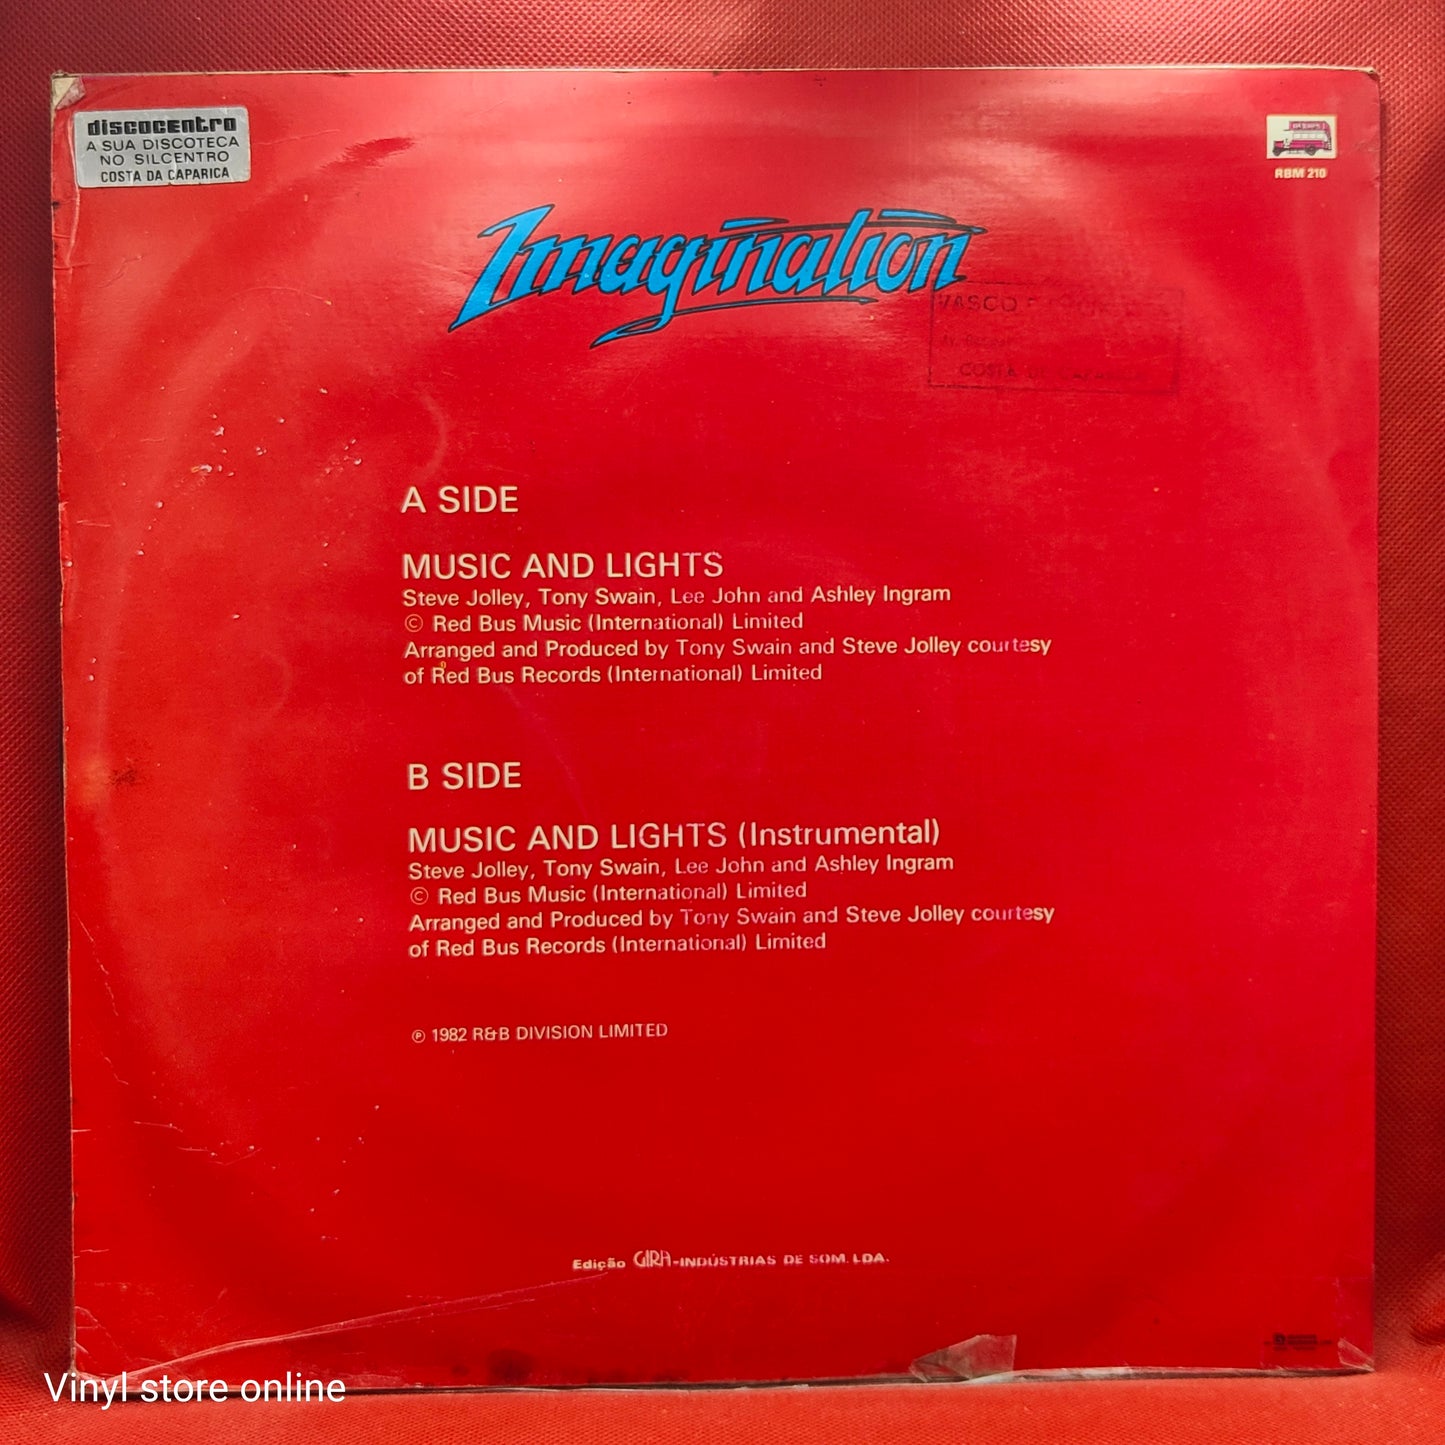 discocentro
A SUA DISCOTECA
NO SILCENTRO
COSTA DA CAPARICA
RBM 210
Imagination
VASCO
COSTA DE CAPARICA
A SIDE
MUSIC AND LIGHTS
Steve Jolley, Tony Swain, Lee John and Ashley Ingram
© Red Bus Music (International) Limited
Arranged and Produced by Tony Swain and Steve Jolley courtesy
of Red Bus Records (International) Limited
B SIDE
MUSIC AND LIGHTS (Instrumental)
Steve Jolley, Tony Swain, Lee John and Ashley Ingram
© Red Bus Music (International) Limited
Arranged and Produced by Tony Swain and Steve Jolley courtesy
of Red Bus Records (International) Limited
℗ 1982 R&B DIVISION LIMITED
Edição GIRA-INDÚSTRIAS DE SOM. LDA.
Vinyl store online